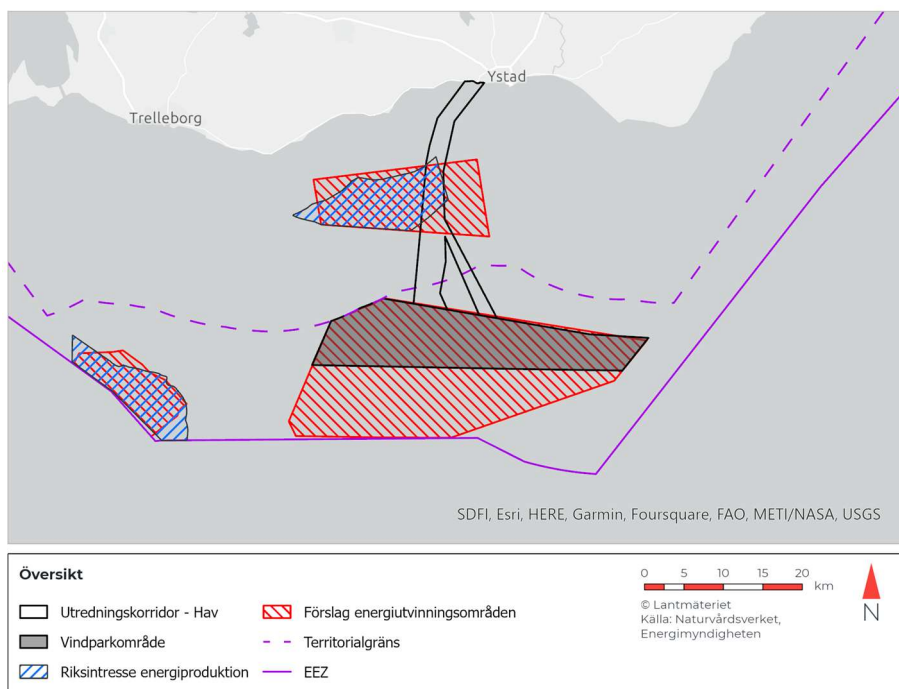 Ystad
Trelleborg
SDFI, Esri, HERE, Garmin, Foursquare, FAO, METI/NASA, USGS
Översikt
Utredningskorridor - Hav
Vindparkområde
Riksintresse energiproduktion
Förslag energiutvinningsområden
Territorialgräns
EEZ
0 5 10 15 20
km
© Lantmäteriet
Källa: Naturvårdsverket,
Energimyndigheten
N